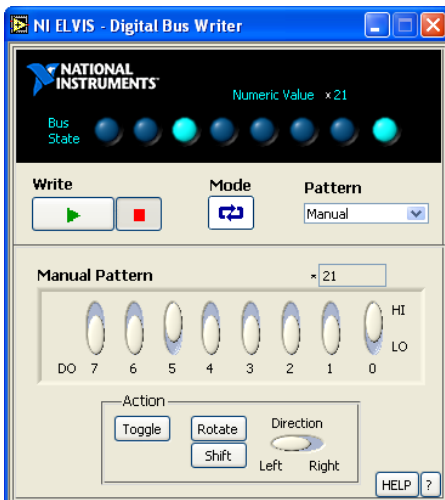 NI ELVIS - Digital Bus Writer
NATIONAL
INSTRUMENTS™
Numeric Value x 21
Bus
State
Write Mode Pattern
Manual
Manual Pattern x 21
HI
LO
DO 7 6 5 4 3 2 1 0
Action
Toggle Rotate Direction
Shift Left Right
HELP ?